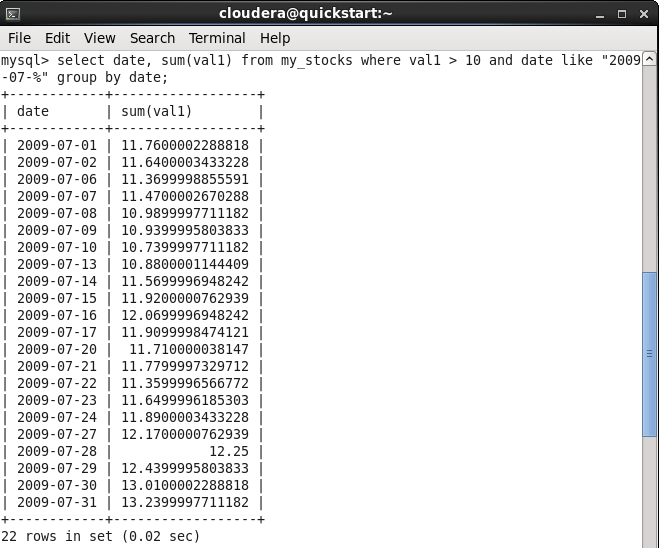 cloudera@quickstart:~
File Edit View Search Terminal Help
mysql> select date, sum(val1) from my_stocks where val1 > 10 and date like "2009
-07-%" group by date;
+------------+------------------+
| date       | sum(val1)        |
+------------+------------------+
| 2009-07-01 | 11.7600002288818 |
| 2009-07-02 | 11.6400003433228 |
| 2009-07-06 | 11.3699998855591 |
| 2009-07-07 | 11.4700002670288 |
| 2009-07-08 | 10.9899997711182 |
| 2009-07-09 | 10.9399995803833 |
| 2009-07-10 | 10.7399997711182 |
| 2009-07-13 | 10.8800001144409 |
| 2009-07-14 | 11.5699996948242 |
| 2009-07-15 | 11.9200000762939 |
| 2009-07-16 | 12.0699996948242 |
| 2009-07-17 | 11.9099998474121 |
| 2009-07-20 |  11.710000038147 |
| 2009-07-21 | 11.7799997329712 |
| 2009-07-22 | 11.3599996566772 |
| 2009-07-23 | 11.6499996185303 |
| 2009-07-24 | 11.8900003433228 |
| 2009-07-27 | 12.1700000762939 |
| 2009-07-28 |            12.25 |
| 2009-07-29 | 12.4399995803833 |
| 2009-07-30 | 13.0100002288818 |
| 2009-07-31 | 13.2399997711182 |
+------------+------------------+
22 rows in set (0.02 sec)